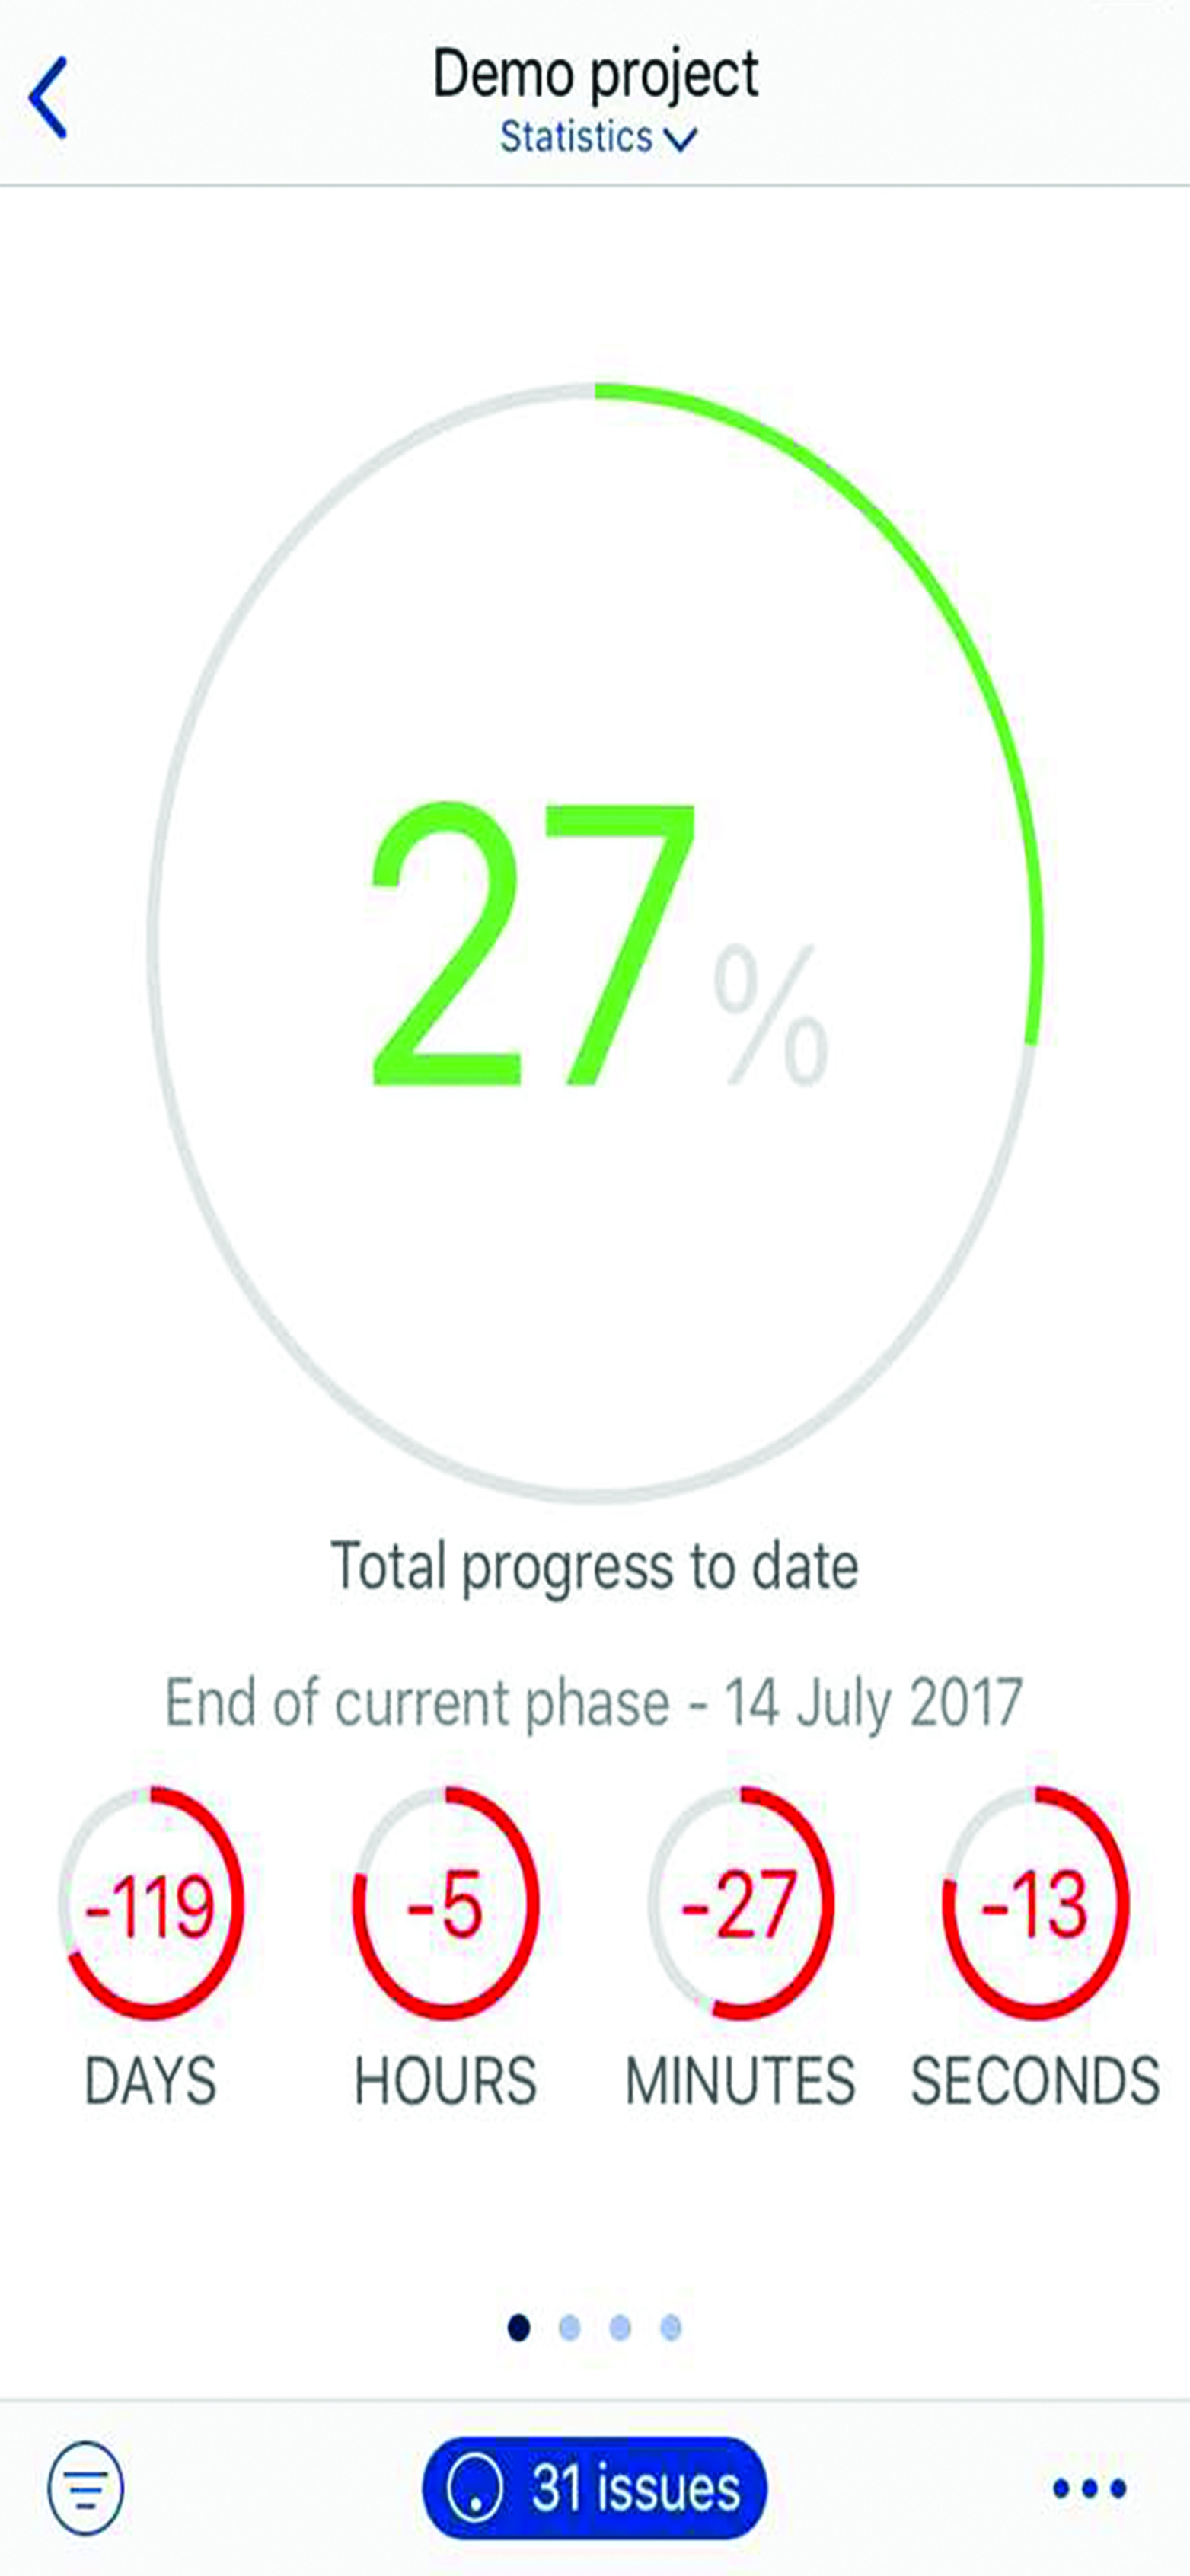 Demo project
Statistics
27%
Total progress to date
End of current phase - 14 July 2017
-119 -5 -27 -13
DAYS HOURS MINUTES SECONDS
31 issues